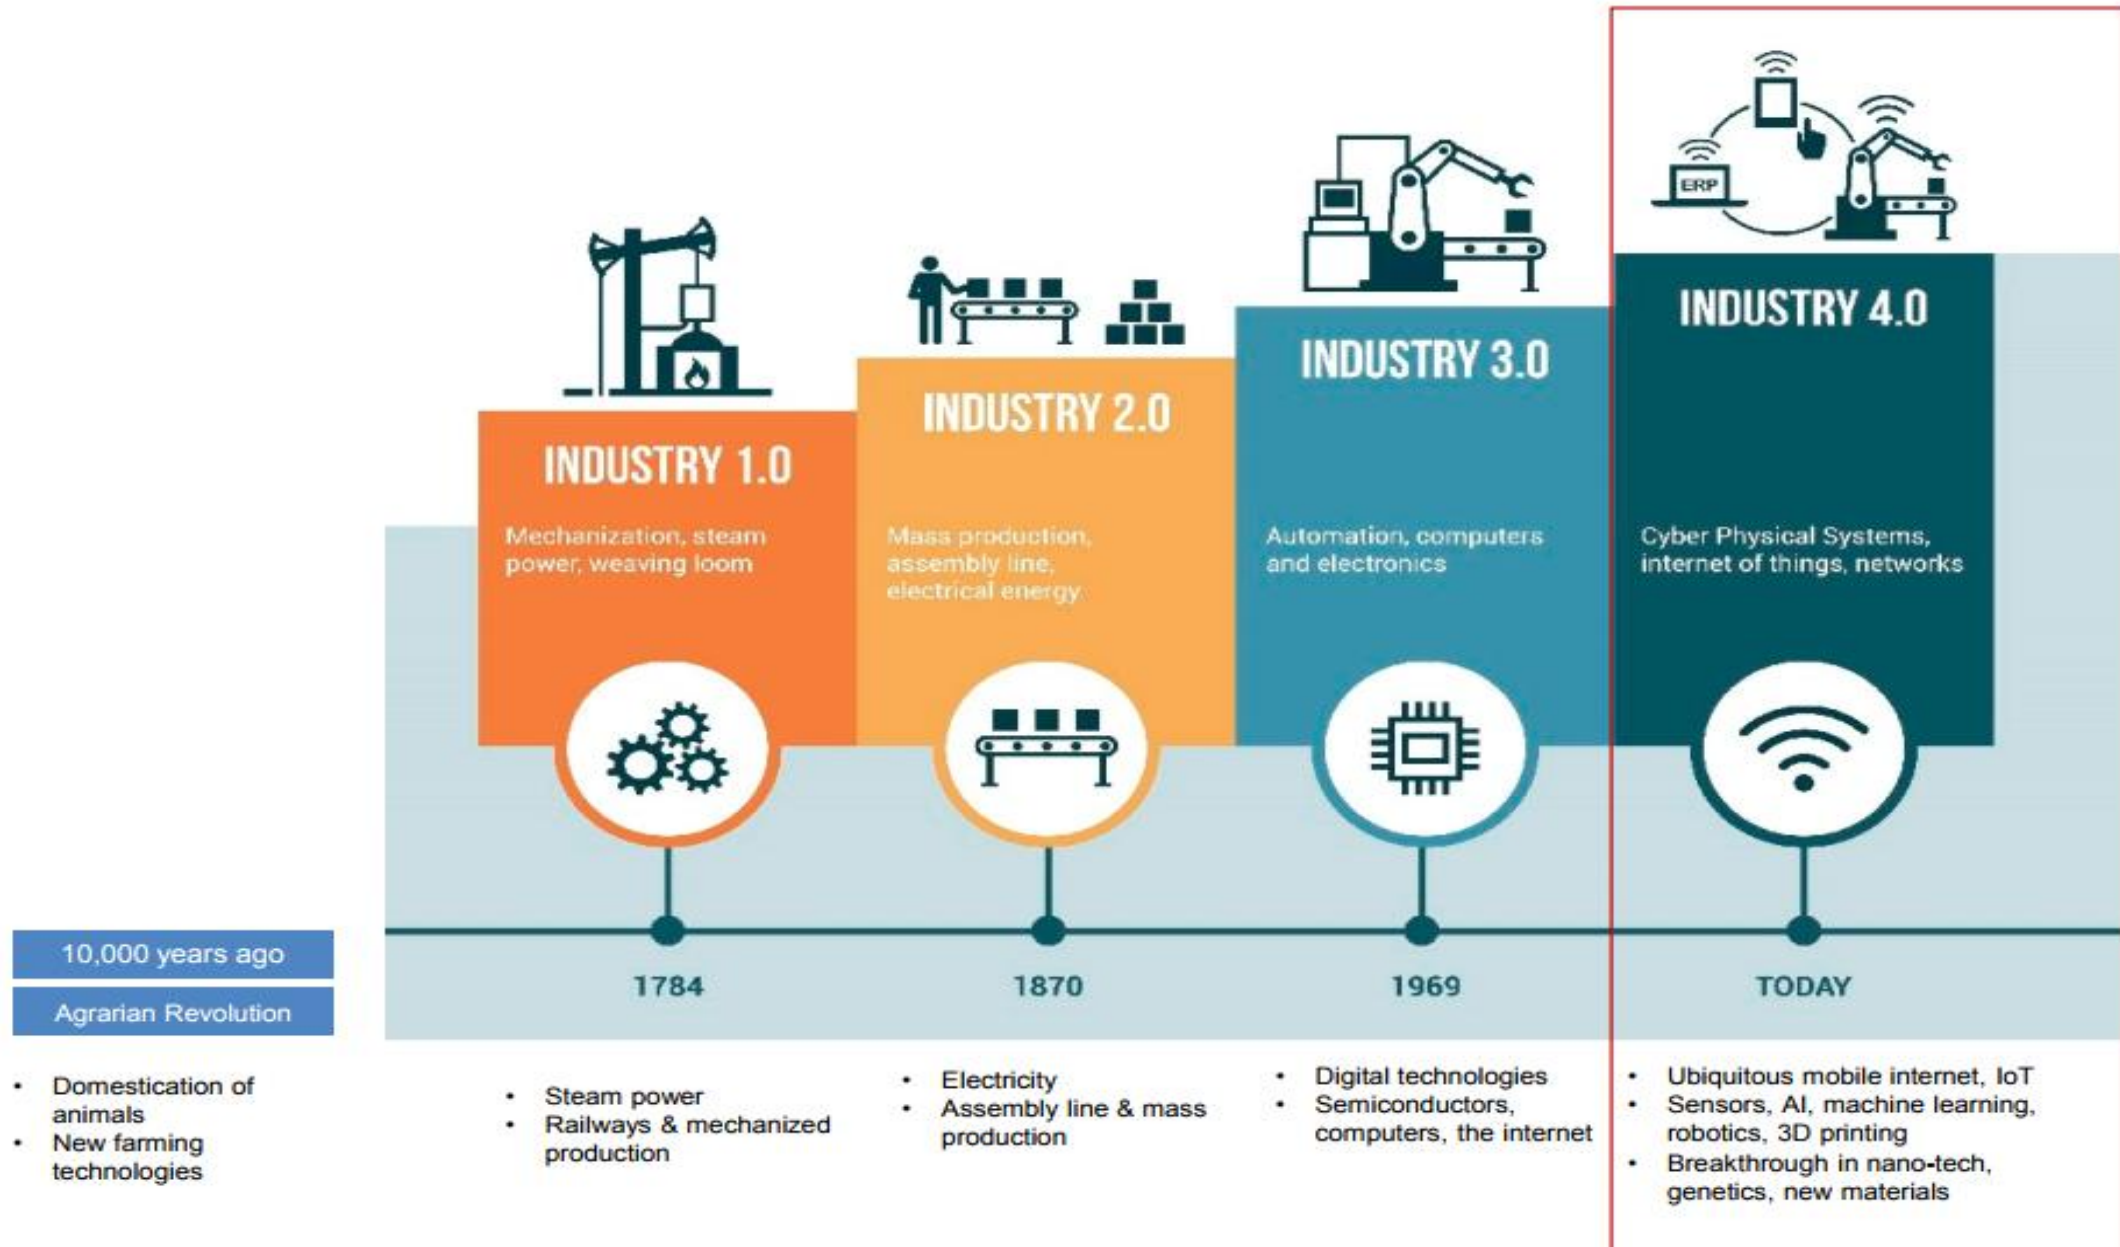 ERP
INDUSTRY 4.0
INDUSTRY 3.0
INDUSTRY 2.0
INDUSTRY 1.0
Mechanization, steam
power, weaving loom
Mass production,
assembly line,
electrical energy
Automation, computers
and electronics
Cyber Physical Systems,
internet of things, networks
10,000 years ago
Agrarian Revolution
1784
1870
1969
TODAY
• Domestication of
animals
• New farming
technologies
• Steam power
• Railways & mechanized
production
• Electricity
• Assembly line & mass
production
• Digital technologies
• Semiconductors,
computers, the internet
• Ubiquitous mobile internet, IoT
• Sensors, AI, machine learning,
robotics, 3D printing
• Breakthrough in nano-tech,
genetics, new materials